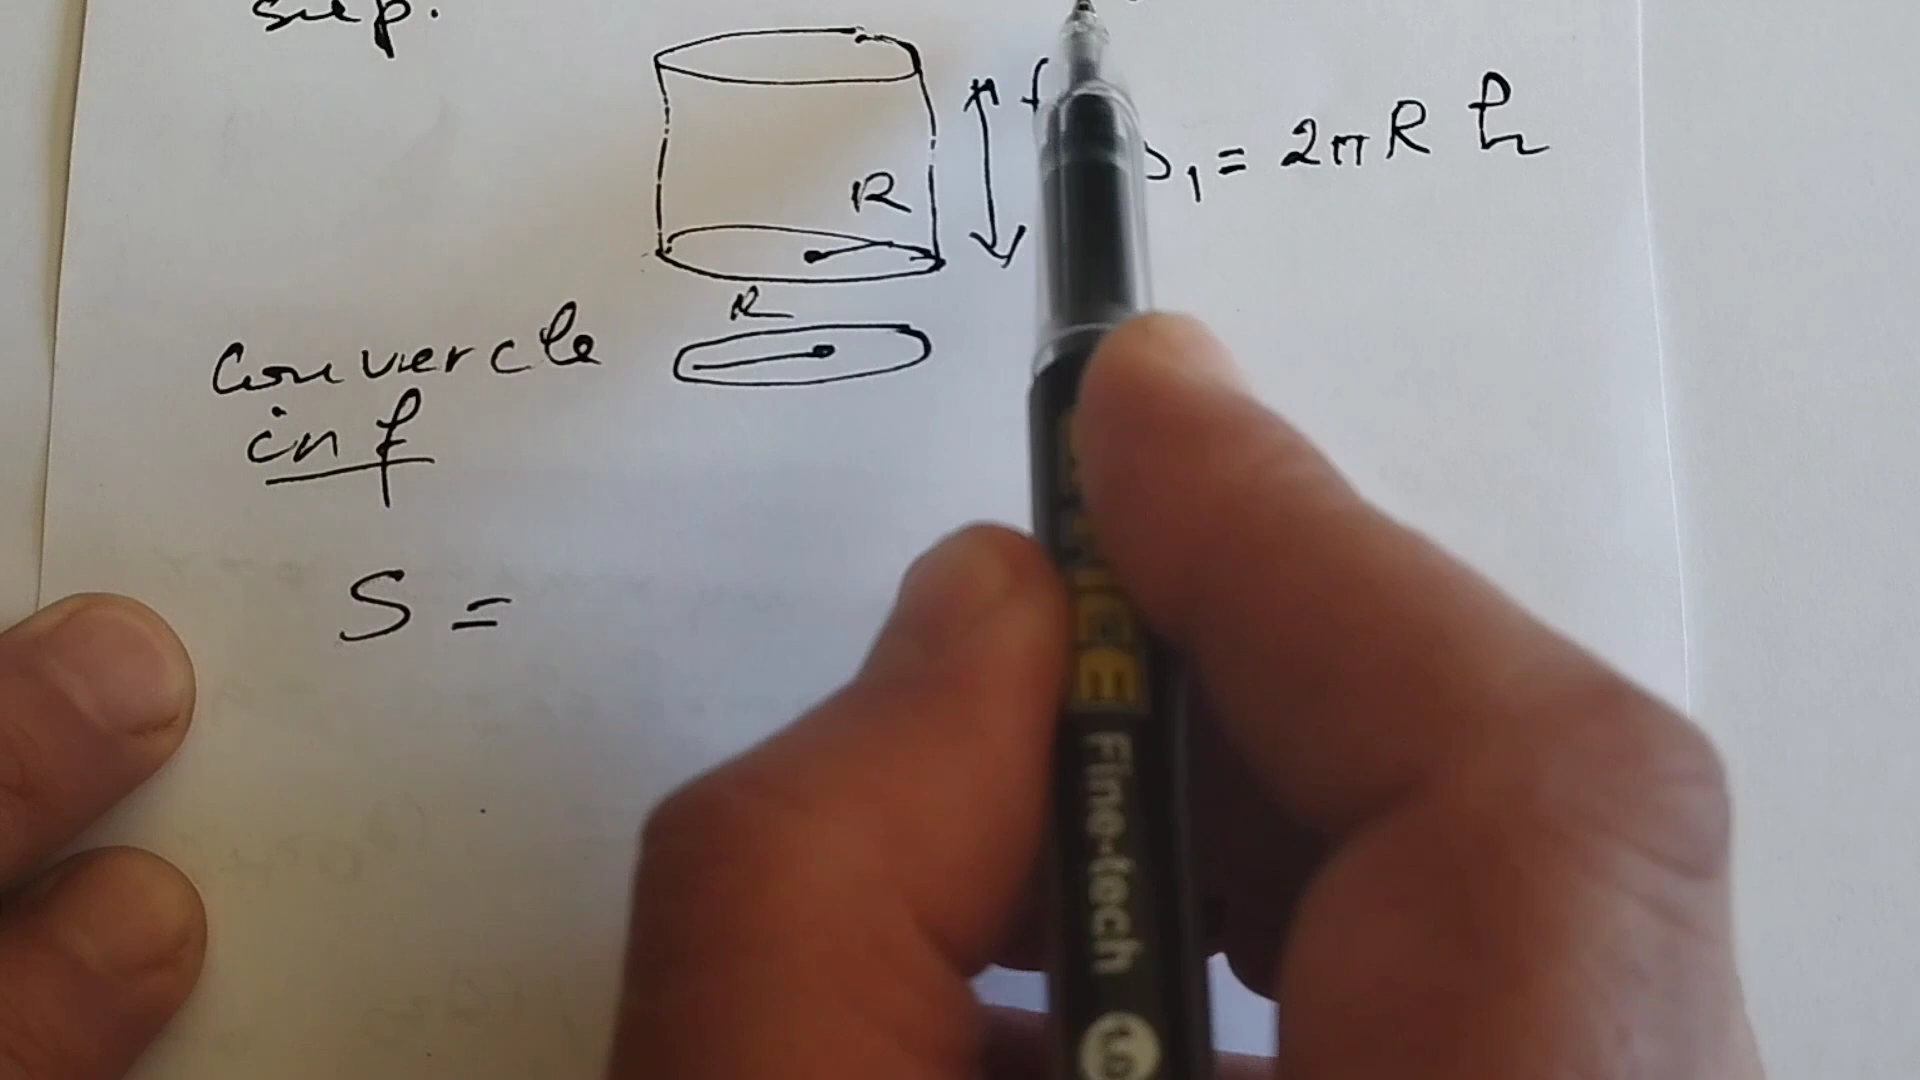 sup.
S₁ = 2πR h
R
R
Couvercle
inf
S =
Fine-tech